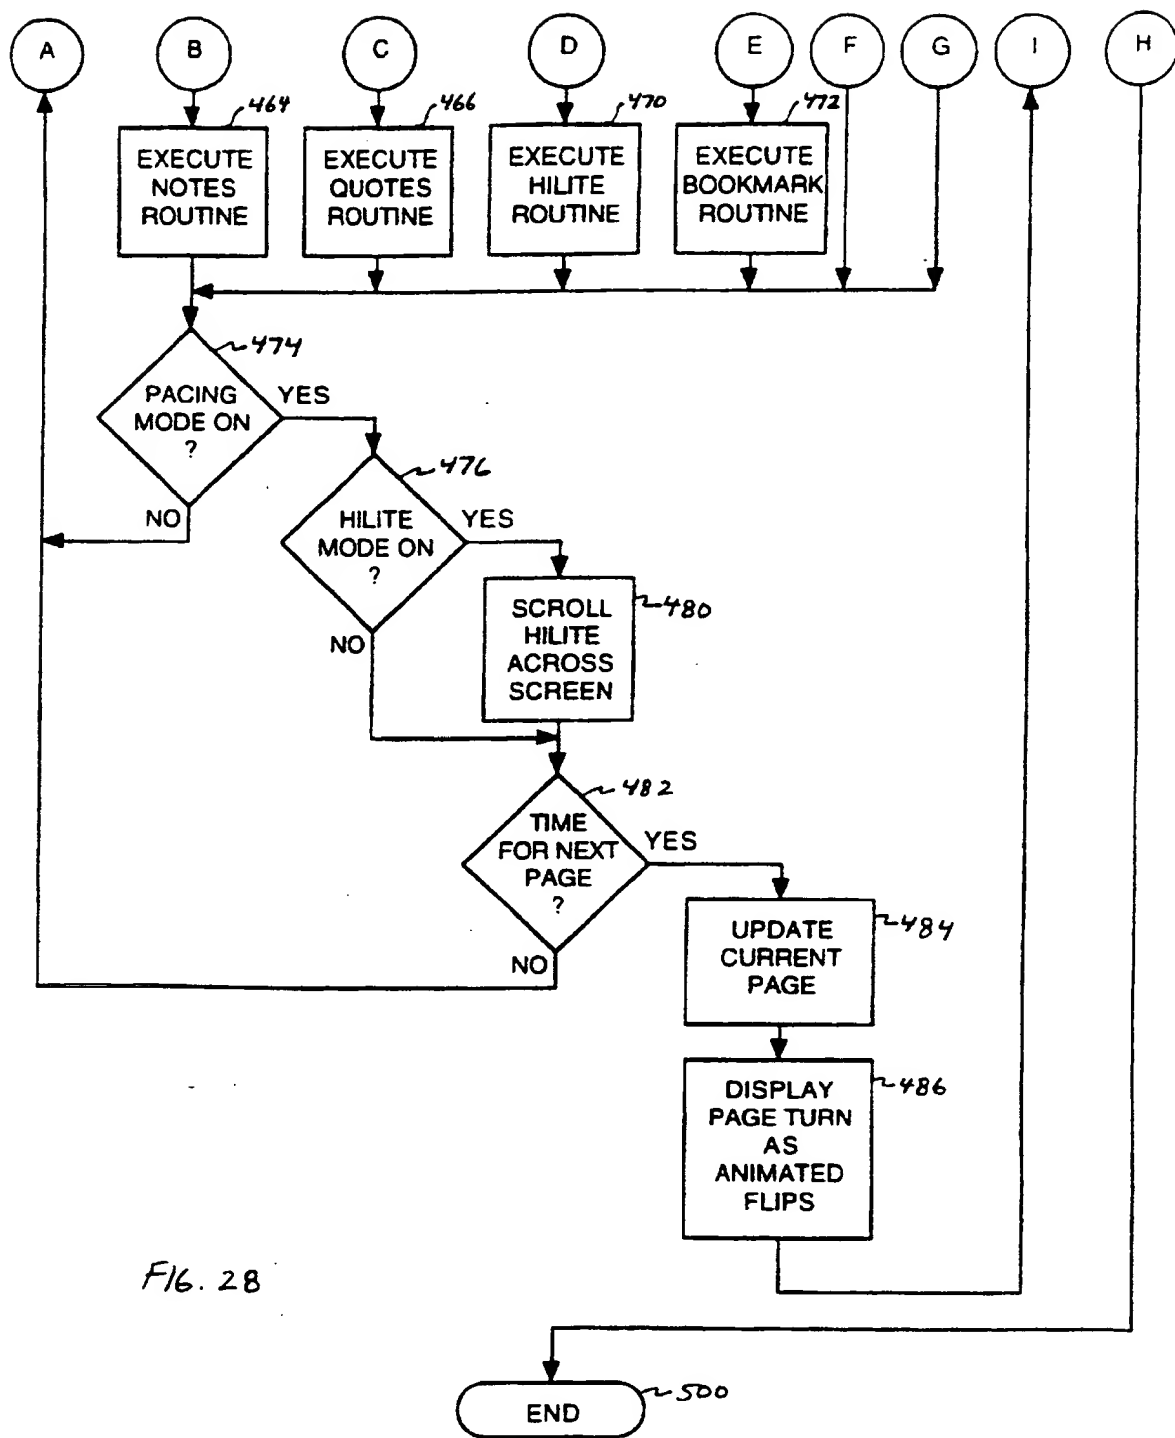 A
B
C
D
E
F
G
I
H
464
466
470
472
EXECUTE
NOTES
ROUTINE
EXECUTE
QUOTES
ROUTINE
EXECUTE
HILITE
ROUTINE
EXECUTE
BOOKMARK
ROUTINE
474
PACING
MODE ON
?
YES
NO
476
HILITE
MODE ON
?
YES
NO
480
SCROLL
HILITE
ACROSS
SCREEN
482
TIME
FOR NEXT
PAGE
?
YES
NO
484
UPDATE
CURRENT
PAGE
486
DISPLAY
PAGE TURN
AS
ANIMATED
FLIPS
FIG. 28
500
END